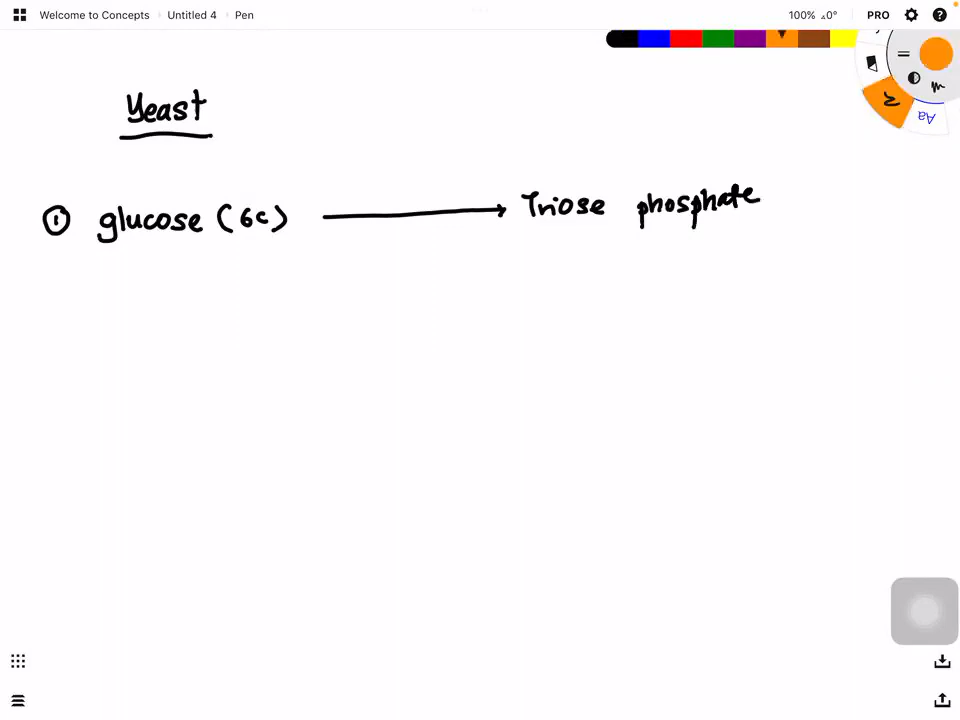 Welcome to Concepts › Untitled 4 › Pen 100% 0° PRO
Aa
Yeast
① glucose (6c) → Triose phosphate